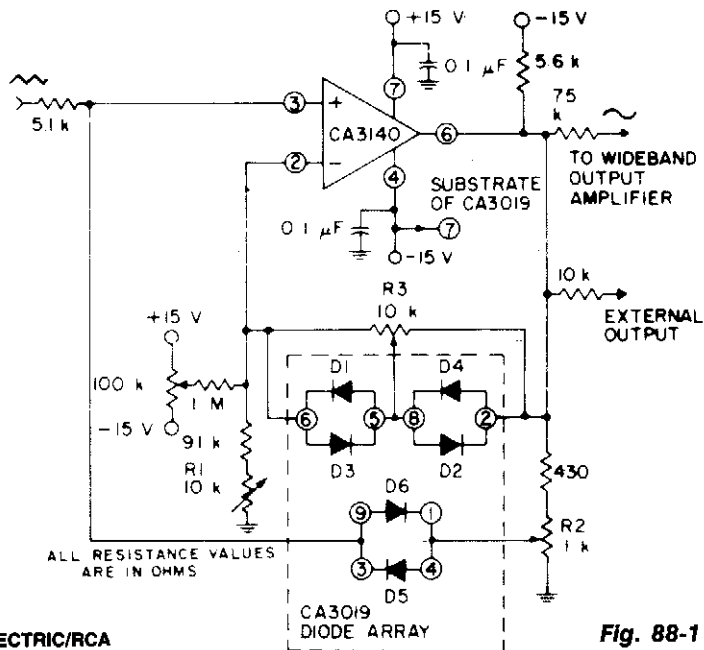 +15 V
-15 V
0.1 μF
5.6 k
7
75 k
5.1 k
3
+
CA3140
6
2
−
4
TO WIDEBAND
OUTPUT
AMPLIFIER
SUBSTRATE
OF CA3019
0.1 μF
7
-15 V
R3
10 k
10 k
EXTERNAL
OUTPUT
+15 V
100 k
1 M
-15 V
91 k
R1
10 k
D1
D4
6
5
8
2
D3
D2
430
D6
9
1
R2
1 k
3
4
D5
ALL RESISTANCE VALUES
ARE IN OHMS
CA3019
DIODE ARRAY
ECTRIC/RCA
Fig. 88-1